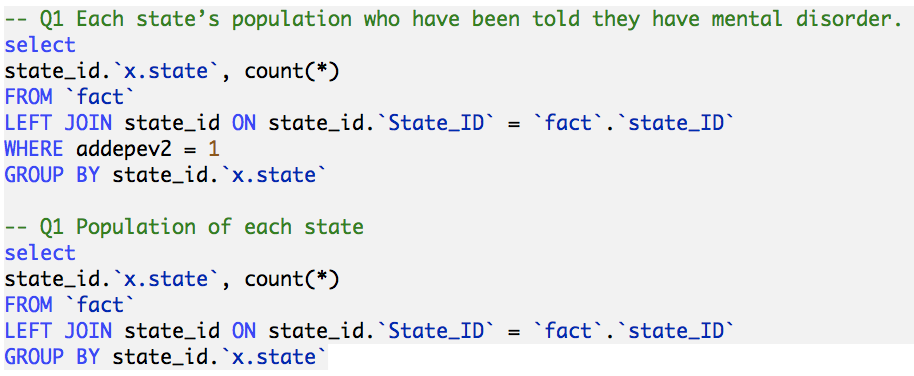 -- Q1 Each state’s population who have been told they have mental disorder.
select
state_id.`x.state`, count(*)
FROM `fact`
LEFT JOIN state_id ON state_id.`State_ID` = `fact`.`state_ID`
WHERE addepev2 = 1
GROUP BY state_id.`x.state`
-- Q1 Population of each state
select
state_id.`x.state`, count(*)
FROM `fact`
LEFT JOIN state_id ON state_id.`State_ID` = `fact`.`state_ID`
GROUP BY state_id.`x.state`